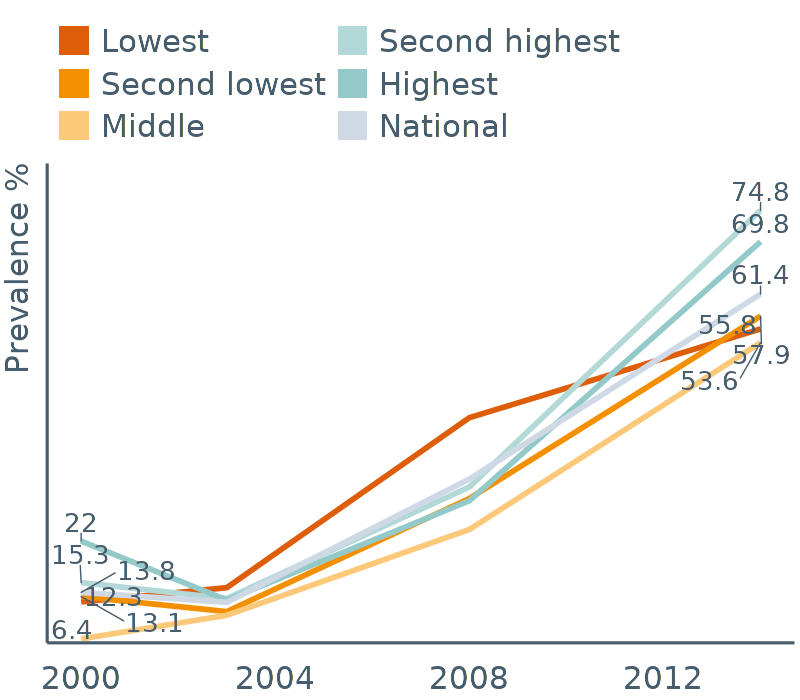 Lowest
Second highest
Second lowest
Highest
Middle
National
Prevalence %
74.8
69.8
61.4
55.8
57.9
53.6
22
15.3
13.8
12.3
13.1
6.4
2000
2004
2008
2012